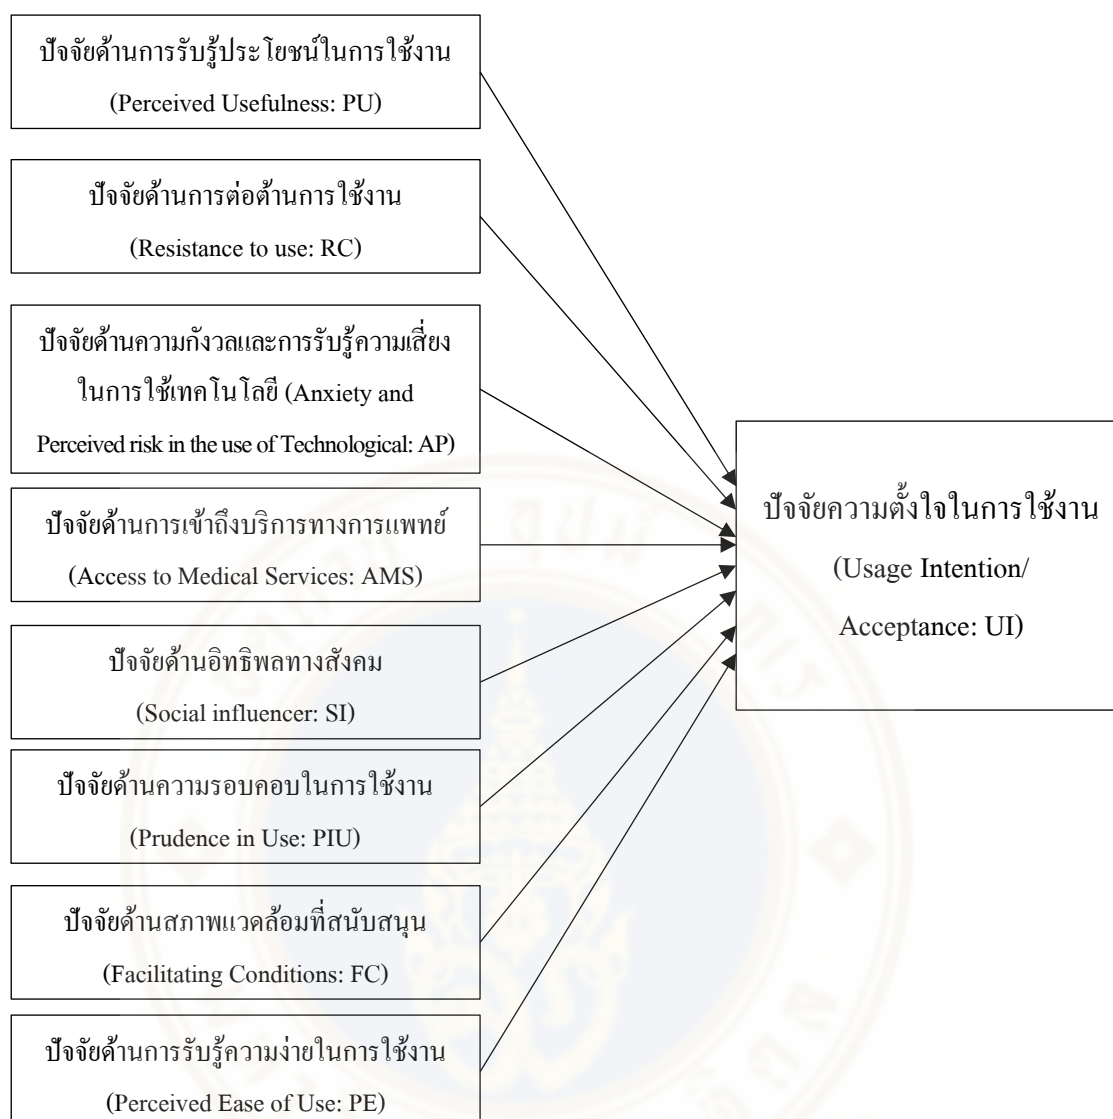 ปัจจัยด้านการรับรู้ประโยชน์ในการใช้งาน
(Perceived Usefulness: PU)
ปัจจัยด้านการต่อต้านการใช้งาน
(Resistance to use: RC)
ปัจจัยด้านความกังวลและการรับรู้ความเสี่ยง
ในการใช้เทคโนโลยี (Anxiety and
Perceived risk in the use of Technological: AP)
ปัจจัยด้านการเข้าถึงบริการทางการแพทย์
(Access to Medical Services: AMS)
ปัจจัยด้านอิทธิพลทางสังคม
(Social influencer: SI)
ปัจจัยด้านความรอบคอบในการใช้งาน
(Prudence in Use: PIU)
ปัจจัยด้านสภาพแวดล้อมที่สนับสนุน
(Facilitating Conditions: FC)
ปัจจัยด้านการรับรู้ความง่ายในการใช้งาน
(Perceived Ease of Use: PE)
ปัจจัยความตั้งใจในการใช้งาน
(Usage Intention/
Acceptance: UI)